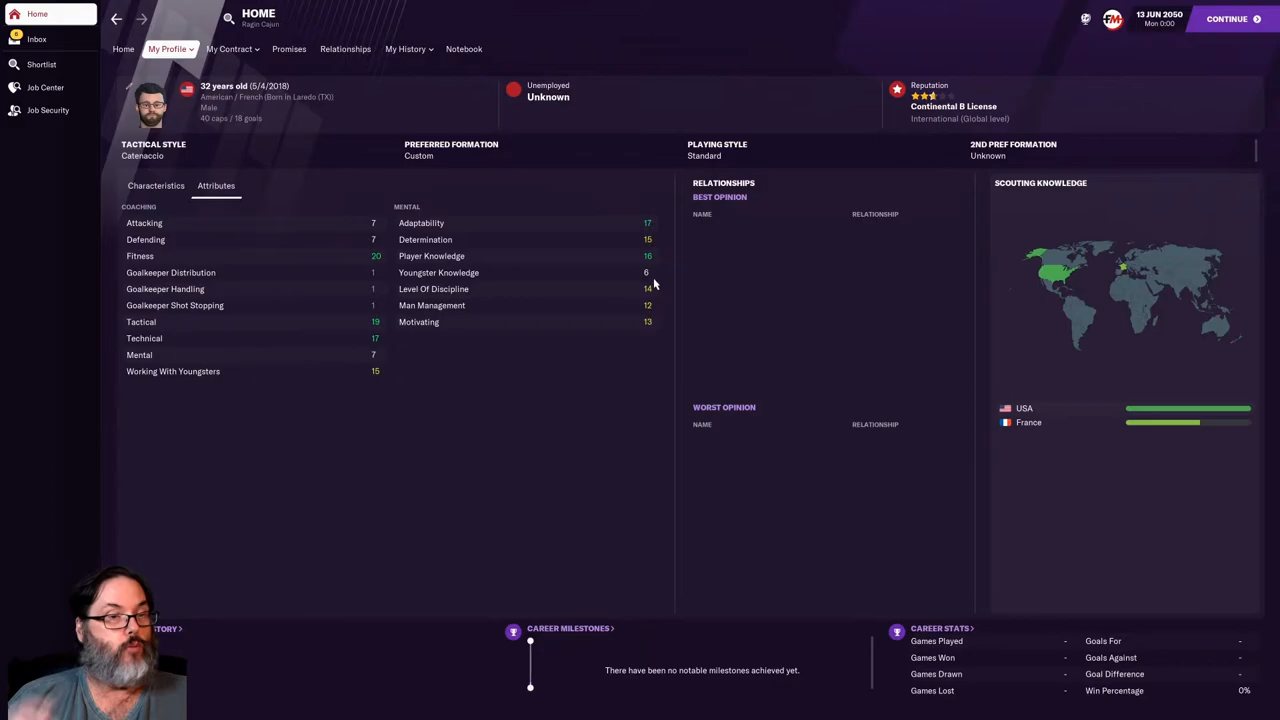 Home
6
Inbox
Shortlist
Job Center
Job Security
HOME
Ragin Cajun
FM
13 JUN 2050
Mon 0:00
CONTINUE
Home
My Profile
My Contract
Promises
Relationships
My History
Notebook
32 years old (5/4/2018)
American / French (Born in Laredo (TX))
Male
40 caps / 18 goals
Unemployed
Unknown
Reputation
Continental B License
International (Global level)
TACTICAL STYLE
Catenaccio
PREFERRED FORMATION
Custom
PLAYING STYLE
Standard
2ND PREF FORMATION
Unknown
Characteristics
Attributes
COACHING
Attacking 7
Defending 7
Fitness 20
Goalkeeper Distribution 1
Goalkeeper Handling 1
Goalkeeper Shot Stopping 1
Tactical 19
Technical 17
Mental 7
Working With Youngsters 15
MENTAL
Adaptability 17
Determination 15
Player Knowledge 16
Youngster Knowledge 6
Level Of Discipline 14
Man Management 12
Motivating 13
RELATIONSHIPS
BEST OPINION
NAME RELATIONSHIP
WORST OPINION
NAME RELATIONSHIP
SCOUTING KNOWLEDGE
USA
France
TORY >
CAREER MILESTONES >
There have been no notable milestones achieved yet.
CAREER STATS >
Games Played - Goals For -
Games Won - Goals Against -
Games Drawn - Goal Difference -
Games Lost - Win Percentage 0%